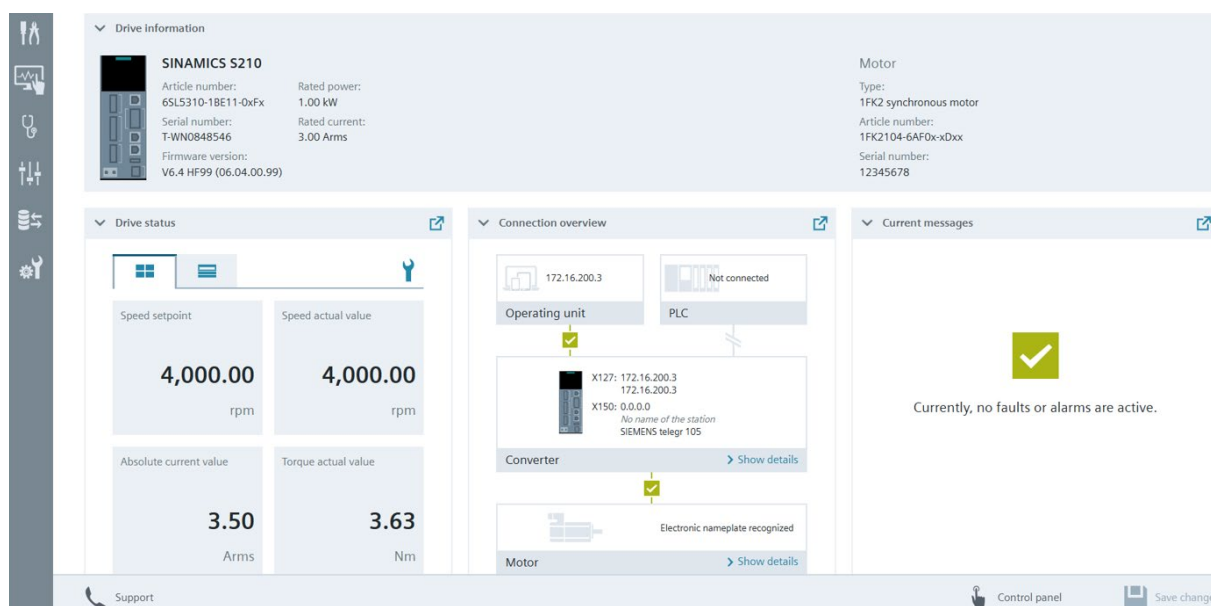 Drive information
SINAMICS S210
Article number:
6SL5310-1BE11-0xFx
Serial number:
T-WN0848546
Firmware version:
V6.4 HF99 (06.04.00.99)
Rated power:
1.00 kW
Rated current:
3.00 Arms
Motor
Type:
1FK2 synchronous motor
Article number:
1FK2104-6AF0x-xDxx
Serial number:
12345678
Drive status
Speed setpoint
4,000.00
rpm
Speed actual value
4,000.00
rpm
Absolute current value
3.50
Arms
Torque actual value
3.63
Nm
Connection overview
172.16.200.3
Operating unit
Not connected
PLC
X127: 172.16.200.3
172.16.200.3
X150: 0.0.0.0
No name of the station
SIEMENS telegr 105
Converter
Show details
Electronic nameplate recognized
Motor
Show details
Current messages
Currently, no faults or alarms are active.
Support
Control panel
Save change